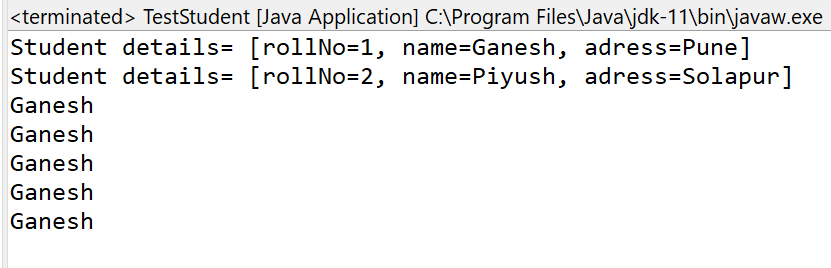 <terminated> TestStudent [Java Application] C:\Program Files\Java\jdk-11\bin\javaw.exe
Student details= [rollNo=1, name=Ganesh, adress=Pune]
Student details= [rollNo=2, name=Piyush, adress=Solapur]
Ganesh
Ganesh
Ganesh
Ganesh
Ganesh